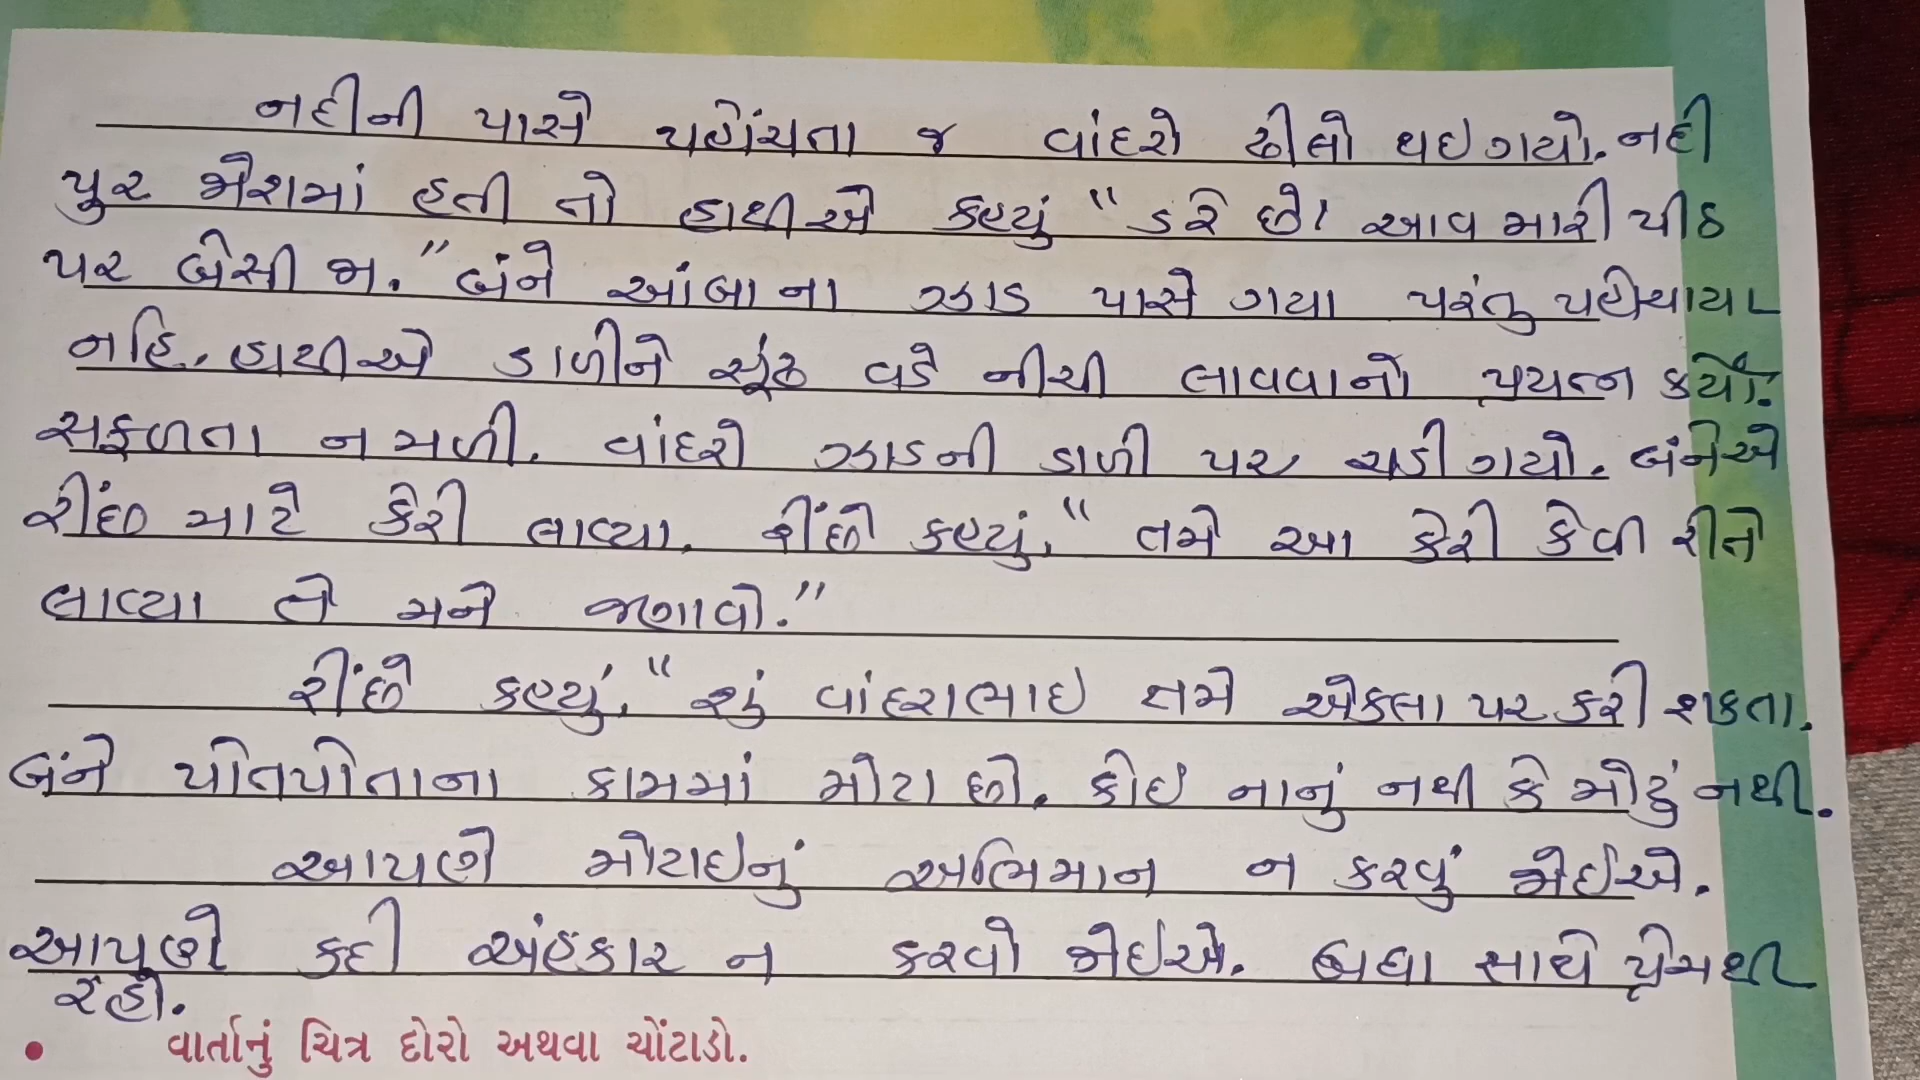 નદીની પાસે પહોંચતા જ વાંદરો ઢીલો થઇ ગયો. નદી
પુર જોશમાં હતી તો હાથીએ કહ્યું " ડરે છે। આવ મારી પીઠ
પર બેસી જા." બંને આંબાના ઝાડ પાસે ગયા પરંતુ પહોચાયા
નહિ. હાથીએ ડાળીને સૂંઢ વડે નીચી લાવવાનો પ્રયત્ન કર્યો.
સફળતા ન મળી. વાંદરો ઝાડની ડાળી પર ચડી ગયો. બંનેએ
રીંછ માટે કેરી લાવ્યા. રીંછે કહ્યું, " તમે આ કેરી કેવી રીતે
લાવ્યા તે મને જણાવો."
રીંછે કહ્યું, " શું વાંદરાભાઇ તમે એકલા પર કરી શકતા.
બંને પોતપોતાના કામમાં મોટા છો. કોઇ નાનું નથી કે મોટું નથી.
આપણે મોટાઇનું અભિમાન ન કરવું જોઈએ.
આપણે કદી અંહકાર ન કરવો જોઇએ. બધા સાથે પ્રેમથી
રહો.
• વાર્તાનું ચિત્ર દોરો અથવા ચોંટાડો.